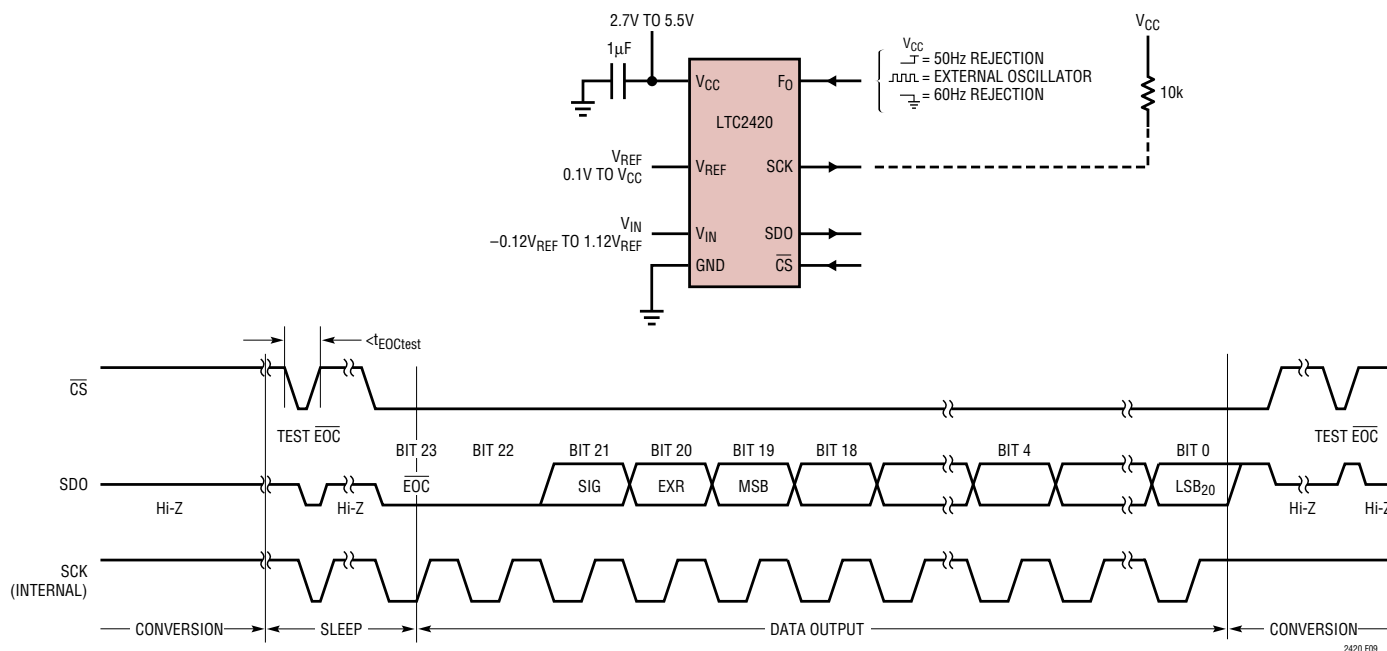 2.7V TO 5.5V
1µF
VCC
FO
LTC2420
VREF
SCK
VIN
SDO
GND
CS
VREF
0.1V TO VCC
VIN
–0.12VREF TO 1.12VREF
VCC
= 50Hz REJECTION
= EXTERNAL OSCILLATOR
= 60Hz REJECTION
VCC
10k
<tEOCtest
CS
TEST EOC
TEST EOC
BIT 23
BIT 22
BIT 21
BIT 20
BIT 19
BIT 18
BIT 4
BIT 0
SDO
EOC
SIG
EXR
MSB
LSB20
Hi-Z
Hi-Z
Hi-Z
Hi-Z
SCK
(INTERNAL)
CONVERSION
SLEEP
DATA OUTPUT
CONVERSION
2420 F09